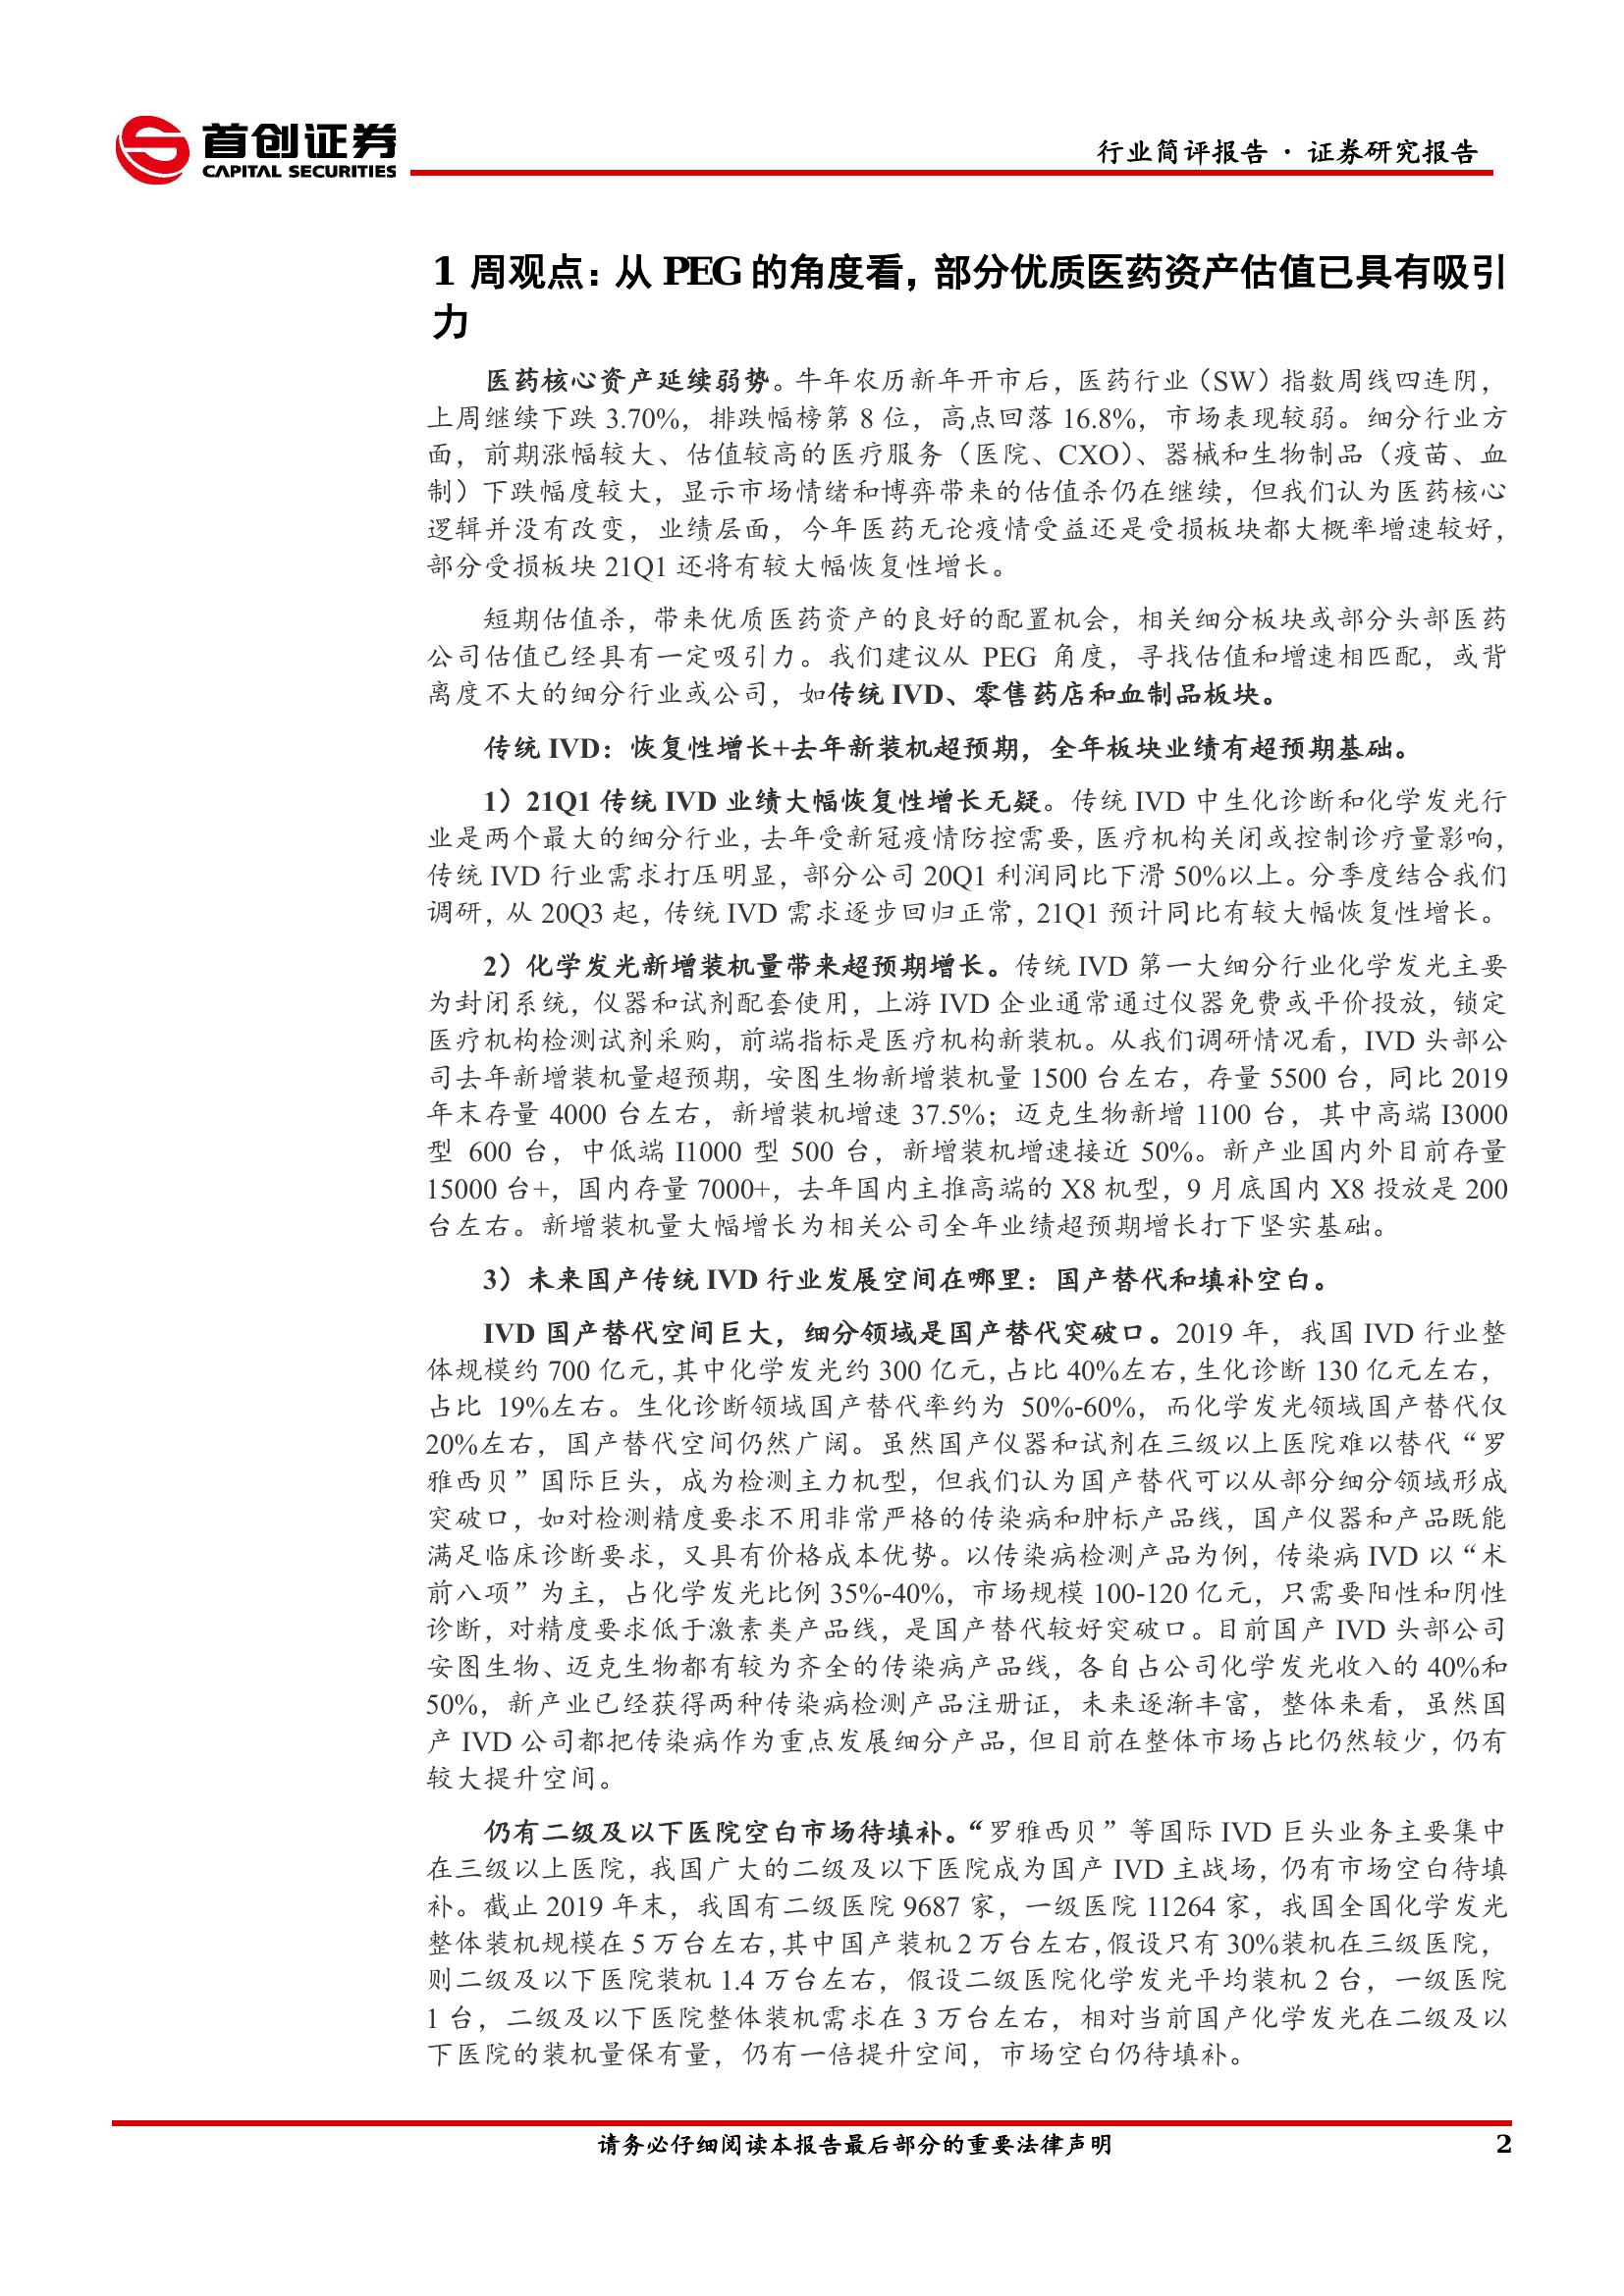 首创证券
CAPITAL SECURITIES
行业简评报告 · 证券研究报告
1 周观点：从 PEG 的角度看，部分优质医药资产估值已具有吸引
力
医药核心资产延续弱势。牛年农历新年开市后，医药行业（SW）指数周线四连阴，
上周继续下跌 3.70%，排跌幅榜第 8 位，高点回落 16.8%，市场表现较弱。细分行业方
面，前期涨幅较大、估值较高的医疗服务（医院、CXO）、器械和生物制品（疫苗、血
制）下跌幅度较大，显示市场情绪和博弈带来的估值杀仍在继续，但我们认为医药核心
逻辑并没有改变，业绩层面，今年医药无论疫情受益还是受损板块都大概率增速较好，
部分受损板块 21Q1 还将有较大幅恢复性增长。
短期估值杀，带来优质医药资产的良好的配置机会，相关细分板块或部分头部医药
公司估值已经具有一定吸引力。我们建议从 PEG 角度，寻找估值和增速相匹配，或背
离度不大的细分行业或公司，如传统 IVD、零售药店和血制品板块。
传统 IVD：恢复性增长+去年新装机超预期，全年板块业绩有超预期基础。
1）21Q1 传统 IVD 业绩大幅恢复性增长无疑。传统 IVD 中生化诊断和化学发光行
业是两个最大的细分行业，去年受新冠疫情防控需要，医疗机构关闭或控制诊疗量影响，
传统 IVD 行业需求打压明显，部分公司 20Q1 利润同比下滑 50%以上。分季度结合我们
调研，从 20Q3 起，传统 IVD 需求逐步回归正常，21Q1 预计同比有较大幅恢复性增长。
2）化学发光新增装机量带来超预期增长。传统 IVD 第一大细分行业化学发光主要
为封闭系统，仪器和试剂配套使用，上游 IVD 企业通常通过仪器免费或平价投放，锁定
医疗机构检测试剂采购，前端指标是医疗机构新装机。从我们调研情况看，IVD 头部公
司去年新增装机量超预期，安图生物新增装机量 1500 台左右，存量 5500 台，同比 2019
年末存量 4000 台左右，新增装机增速 37.5%；迈克生物新增 1100 台，其中高端 I3000
型 600 台，中低端 I1000 型 500 台，新增装机增速接近 50%。新产业国内外目前存量
15000 台+，国内存量 7000+，去年国内主推高端的 X8 机型，9 月底国内 X8 投放是 200
台左右。新增装机量大幅增长为相关公司全年业绩超预期增长打下坚实基础。
3）未来国产传统 IVD 行业发展空间在哪里：国产替代和填补空白。
IVD 国产替代空间巨大，细分领域是国产替代突破口。2019 年，我国 IVD 行业整
体规模约 700 亿元，其中化学发光约 300 亿元，占比 40%左右，生化诊断 130 亿元左右，
占比 19%左右。生化诊断领域国产替代率约为 50%-60%，而化学发光领域国产替代仅
20%左右，国产替代空间仍然广阔。虽然国产仪器和试剂在三级以上医院难以替代“罗
雅西贝”国际巨头，成为检测主力机型，但我们认为国产替代可以从部分细分领域形成
突破口，如对检测精度要求不用非常严格的传染病和肿标产品线，国产仪器和产品既能
满足临床诊断要求，又具有价格成本优势。以传染病检测产品为例，传染病 IVD 以“术
前八项”为主，占化学发光比例 35%-40%，市场规模 100-120 亿元，只需要阳性和阴性
诊断，对精度要求低于激素类产品线，是国产替代较好突破口。目前国产 IVD 头部公司
安图生物、迈克生物都有较为齐全的传染病产品线，各自占公司化学发光收入的 40%和
50%，新产业已经获得两种传染病检测产品注册证，未来逐渐丰富，整体来看，虽然国
产 IVD 公司都把传染病作为重点发展细分产品，但目前在整体市场占比仍然较少，仍有
较大提升空间。
仍有二级及以下医院空白市场待填补。“罗雅西贝”等国际 IVD 巨头业务主要集中
在三级以上医院，我国广大的二级及以下医院成为国产 IVD 主战场，仍有市场空白待填
补。截止 2019 年末，我国有二级医院 9687 家，一级医院 11264 家，我国全国化学发光
整体装机规模在 5 万台左右，其中国产装机 2 万台左右，假设只有 30%装机在三级医院，
则二级及以下医院装机 1.4 万台左右，假设二级医院化学发光平均装机 2 台，一级医院
1 台，二级及以下医院整体装机需求在 3 万台左右，相对当前国产化学发光在二级及以
下医院的装机量保有量，仍有一倍提升空间，市场空白仍待填补。
请务必仔细阅读本报告最后部分的重要法律声明
2